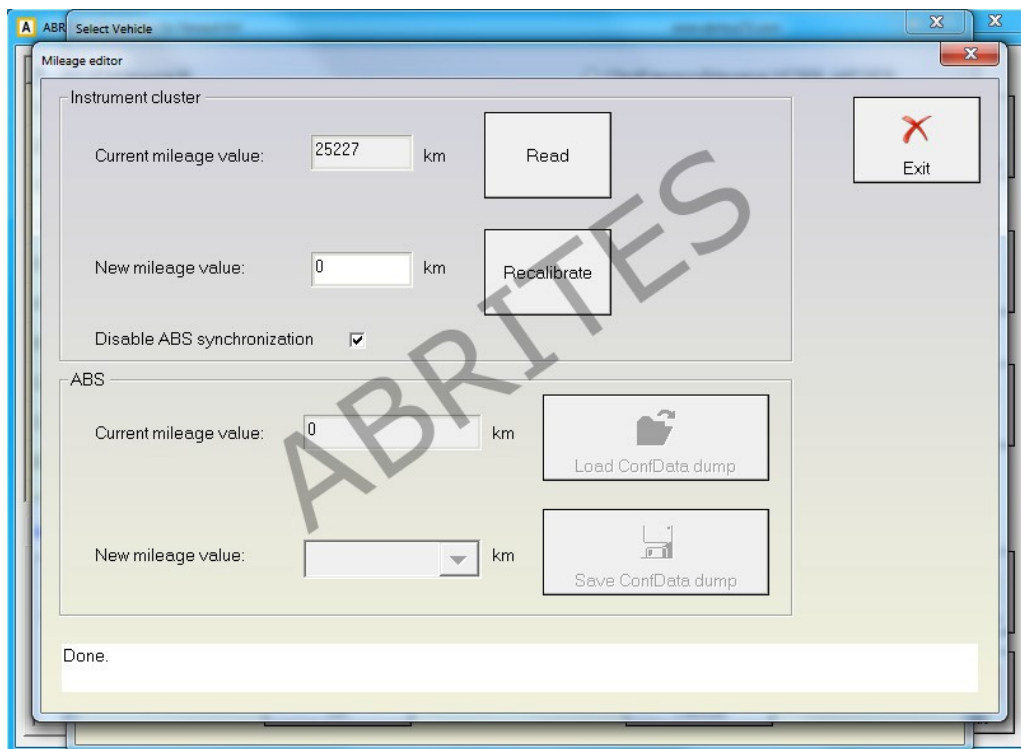 A ABR
Select Vehicle
Mileage editor
Instrument cluster
Current mileage value: 25227 km
Read
Exit
New mileage value: 0 km
Recalibrate
Disable ABS synchronization
ABS
Current mileage value: 0 km
Load ConfData dump
New mileage value: km
Save ConfData dump
Done.
ABRITES